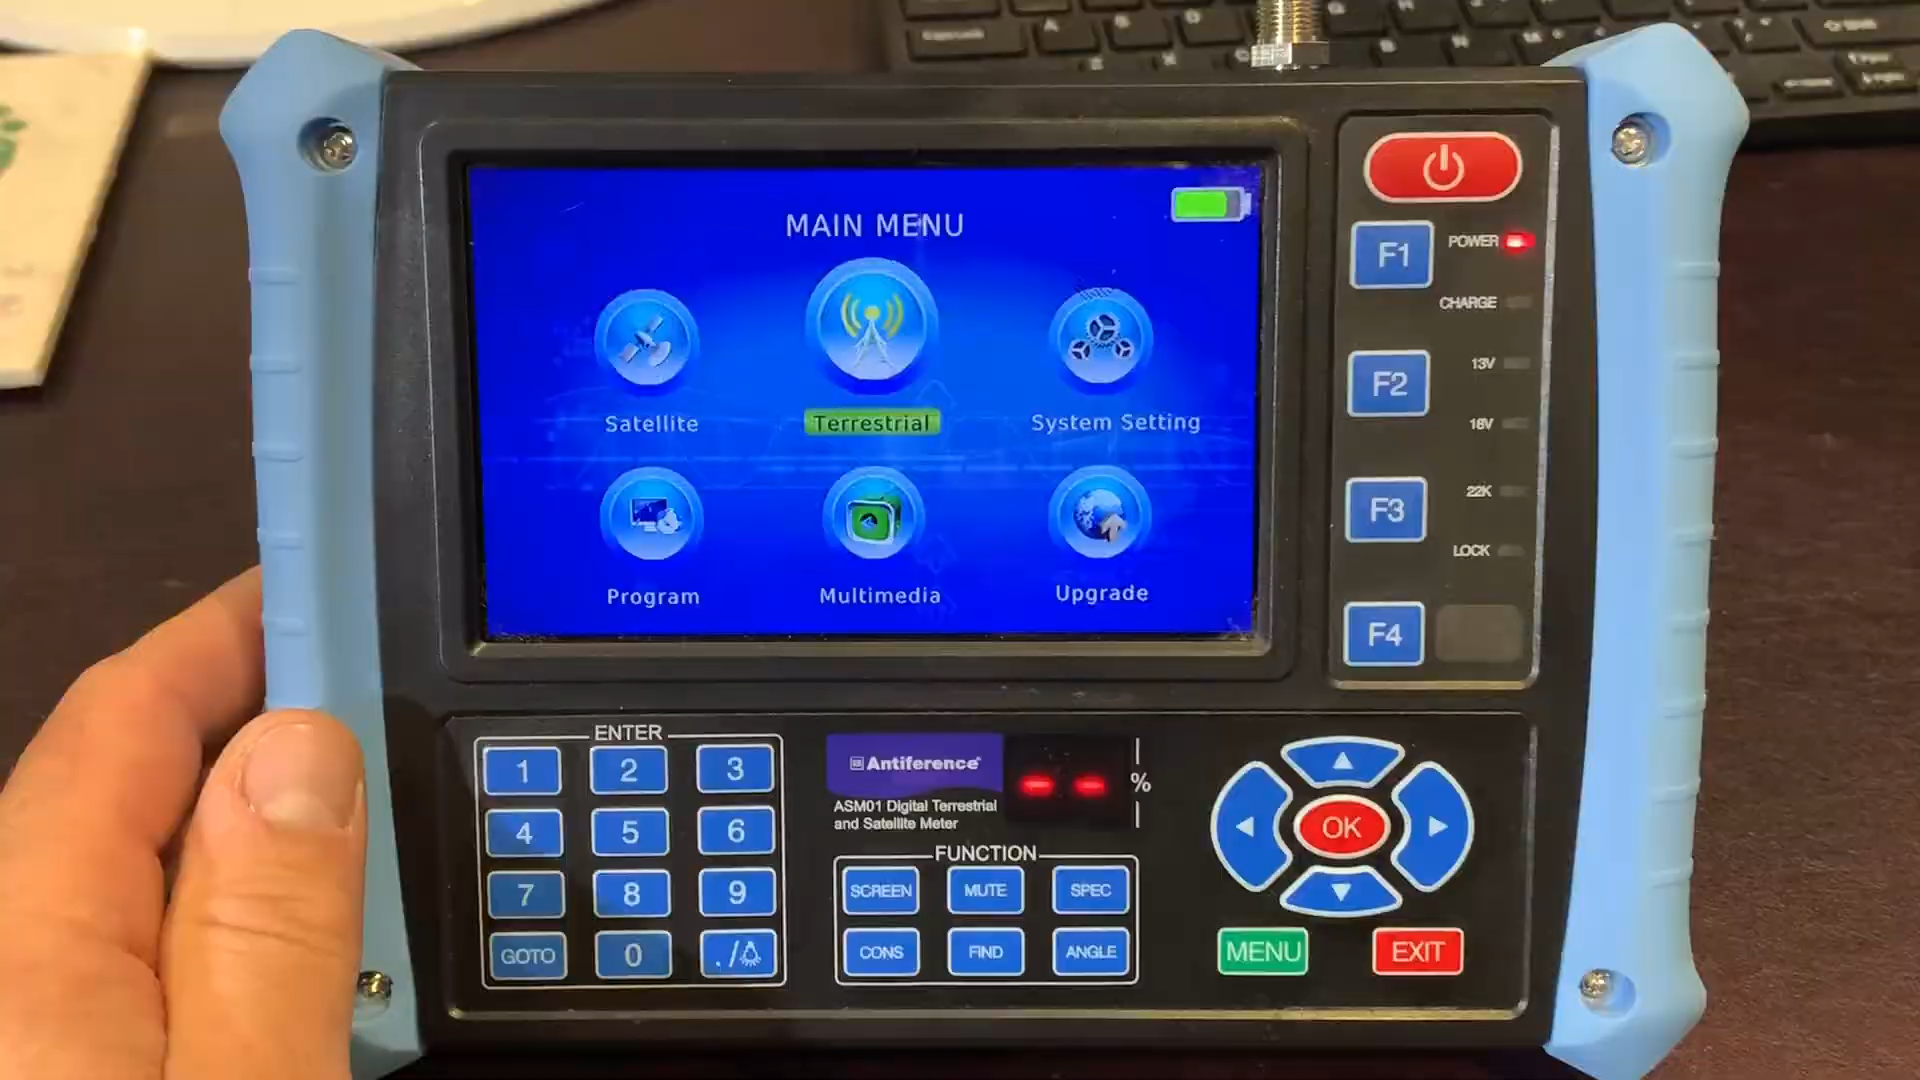 MAIN MENU
Satellite
Terrestrial
System Setting
Program
Multimedia
Upgrade
F1
POWER
CHARGE
F2
13V
18V
F3
22K
LOCK
F4
ENTER
1 2 3
4 5 6
7 8 9
GOTO 0 ./
Antiference
ASM01 Digital Terrestrial
and Satellite Meter
- - %
FUNCTION
SCREEN MUTE SPEC
CONS FIND ANGLE
OK
MENU EXIT